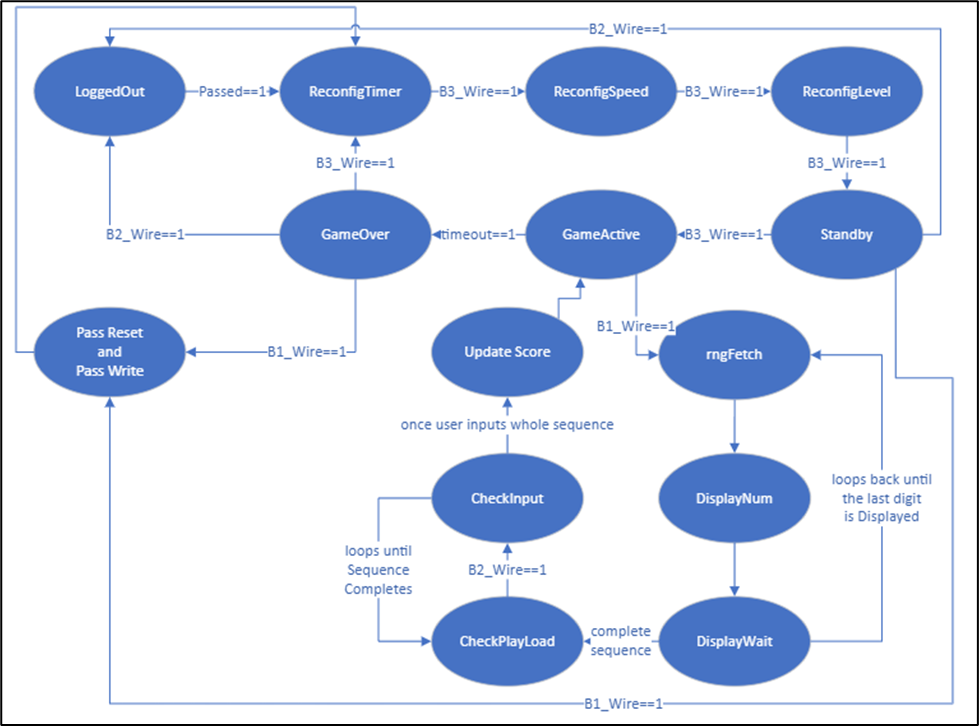 B2_Wire==1
LoggedOut
Passed==1
ReconfigTimer
B3_Wire==1
ReconfigSpeed
B3_Wire==1
ReconfigLevel
B3_Wire==1
B3_Wire==1
B2_Wire==1
GameOver
timeout==1
GameActive
B3_Wire==1
Standby
Pass Reset
and
Pass Write
B1_Wire==1
Update Score
B1_Wire==1
rngFetch
once user inputs whole sequence
CheckInput
DisplayNum
loops back until
the last digit
is Displayed
loops until
Sequence
Completes
B2_Wire==1
CheckPlayLoad
complete
sequence
DisplayWait
B1_Wire==1